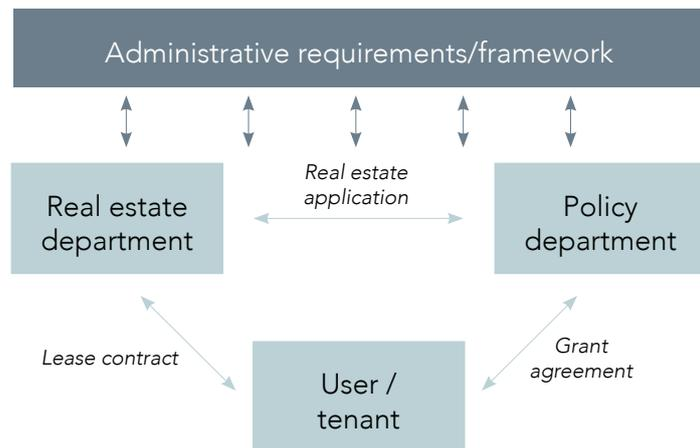 Administrative requirements/framework
Real estate
application
Real estate
department
Policy
department
Lease contract
Grant
agreement
User /
tenant